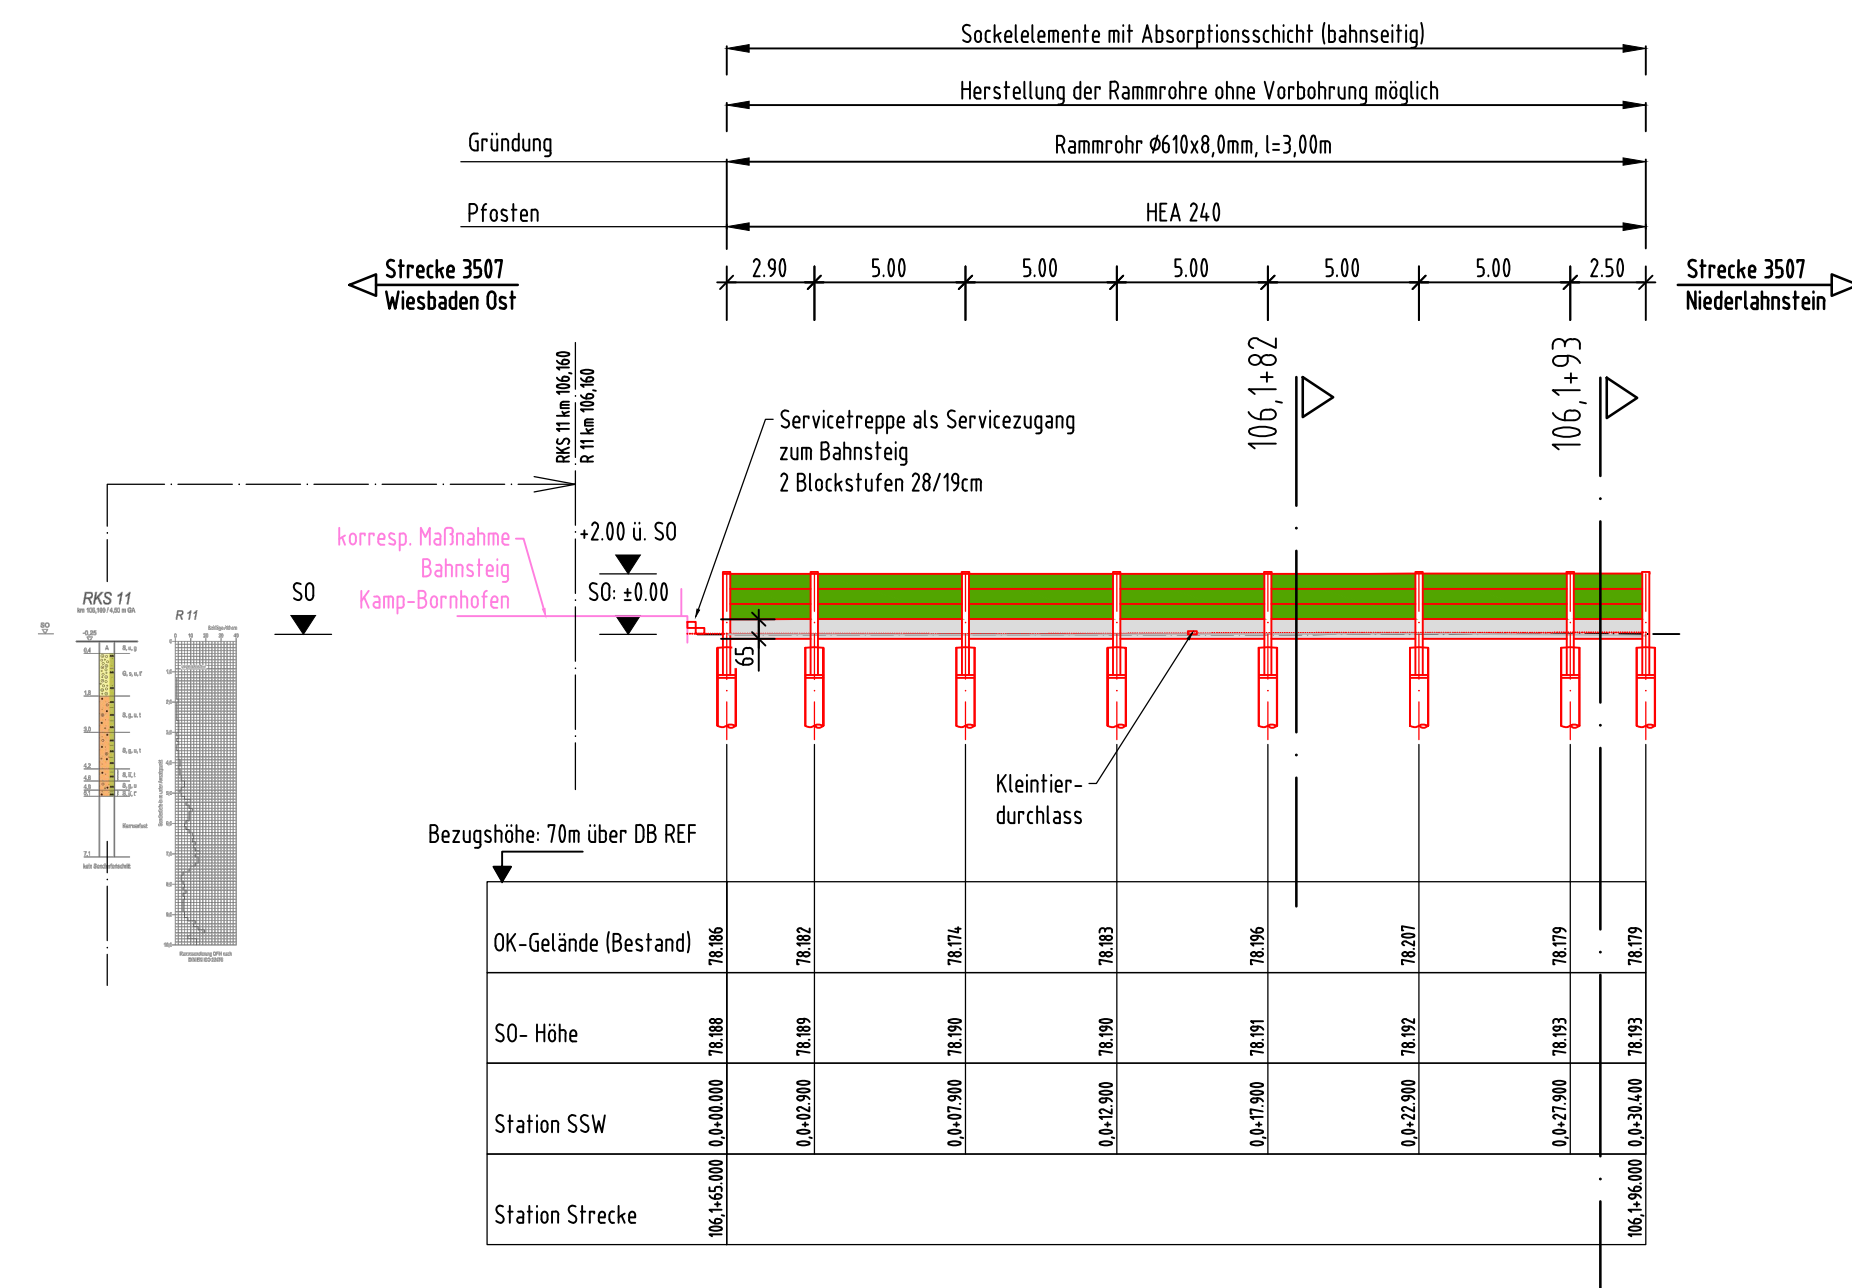 Sockelelemente mit Absorptionsschicht (bahnseitig)
Herstellung der Rammrohre ohne Vorbohrung möglich
Gründung
Rammrohr Ø610x8,0mm, l=3,00m
Pfosten
HEA 240
Strecke 3507
Wiesbaden Ost
2.90 5.00 5.00 5.00 5.00 5.00 2.50
Strecke 3507
Niederlahnstein
RKS 11 km 106,160
R 11 km 106,160
106,1+82
106,1+93
Servicetreppe als Servicezugang
zum Bahnsteig
2 Blockstufen 28/19cm
korresp. Maßnahme
Bahnsteig
Kamp-Bornhofen
+2.00 ü. SO
SO
SO: ±0.00
65
RKS 11
R 11
SO
-0,25
Kleintier-
durchlass
Bezugshöhe: 70m über DB REF
OK-Gelände (Bestand) 78.186 78.182 78.174 78.183 78.196 78.207 78.179 78.179
SO- Höhe 78.188 78.189 78.190 78.190 78.191 78.192 78.193 78.193
Station SSW 0,0+00.000 0,0+02.900 0,0+07.900 0,0+12.900 0,0+17.900 0,0+22.900 0,0+27.900 0,0+30.400
Station Strecke 106,1+65.000 106,1+96.000